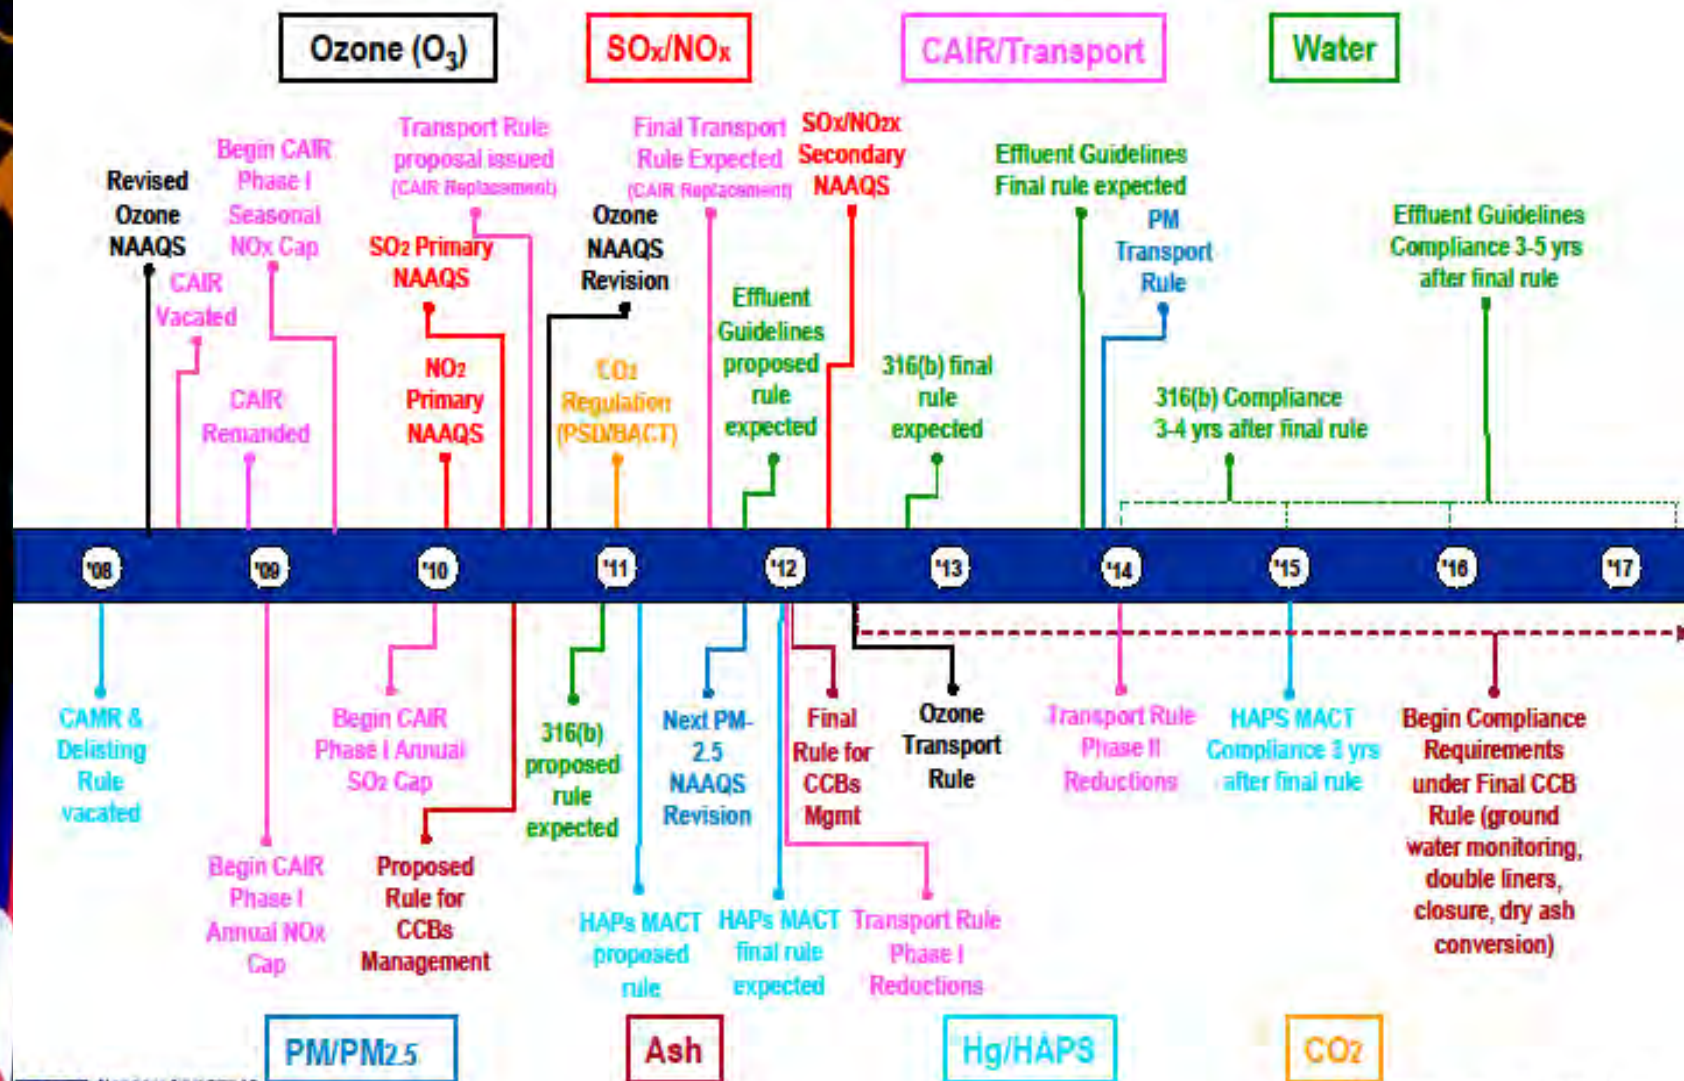 Ozone (O3)
SOx/NOx
CAIR/Transport
Water
Revised
Ozone
NAAQS
CAIR
Vacated
Begin CAIR
Phase I
Seasonal
NOx Cap
CAIR
Remanded
Transport Rule
proposal issued
(CAIR Replacement)
SO2 Primary
NAAQS
NO2
Primary
NAAQS
Ozone
NAAQS
Revision
CO2
Regulation
(PSD/BACT)
Final Transport
Rule Expected
(CAIR Replacement)
Effluent
Guidelines
proposed
rule
expected
SOx/NO2x
Secondary
NAAQS
316(b) final
rule
expected
Effluent Guidelines
Final rule expected
PM
Transport
Rule
316(b) Compliance
3-4 yrs after final rule
Effluent Guidelines
Compliance 3-5 yrs
after final rule
'08
'09
'10
'11
'12
'13
'14
'15
'16
'17
CAMR &
Delisting
Rule
vacated
Begin CAIR
Phase I
Annual NOx
Cap
Begin CAIR
Phase I Annual
SO2 Cap
Proposed
Rule for
CCBs
Management
316(b)
proposed
rule
expected
HAPs MACT
proposed
rule
Next PM-
2.5
NAAQS
Revision
HAPs MACT
final rule
expected
Final
Rule for
CCBs
Mgmt
Transport Rule
Phase I
Reductions
Ozone
Transport
Rule
Transport Rule
Phase II
Reductions
HAPS MACT
Compliance 3 yrs
after final rule
Begin Compliance
Requirements
under Final CCB
Rule (ground
water monitoring,
double liners,
closure, dry ash
conversion)
PM/PM2.5
Ash
Hg/HAPS
CO2